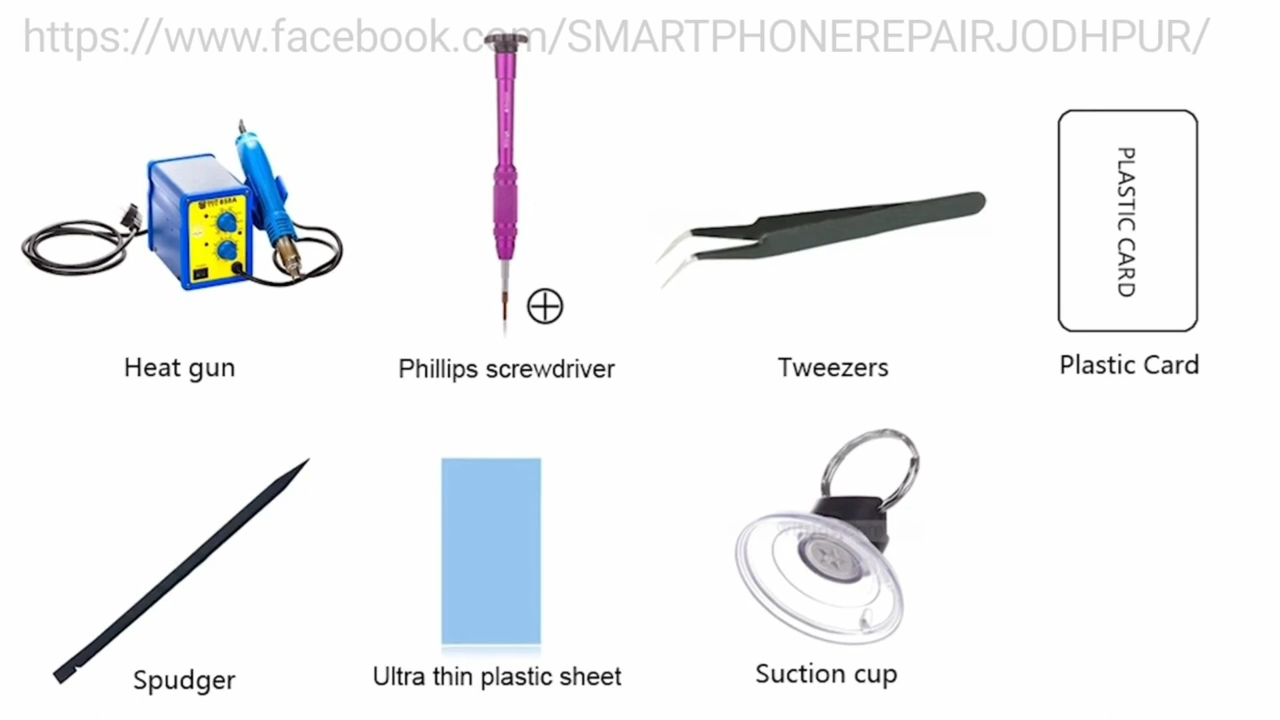 https://www.facebook.com/SMARTPHONEREPAIRJODHPUR/
858A
PLASTIC CARD
Heat gun
Phillips screwdriver
Tweezers
Plastic Card
Spudger
Ultra thin plastic sheet
Suction cup